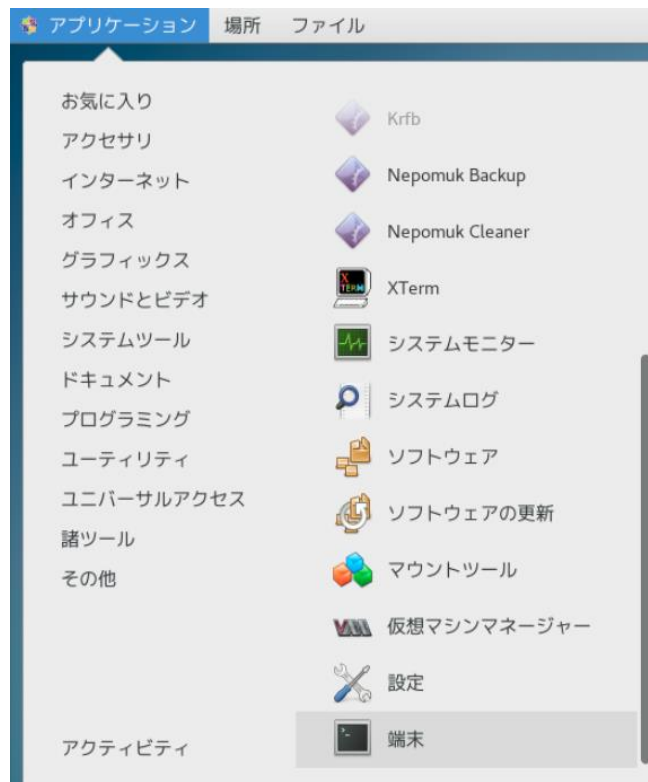 アプリケーション 場所 ファイル
お気に入り
アクセサリ
インターネット
オフィス
グラフィックス
サウンドとビデオ
システムツール
ドキュメント
プログラミング
ユーティリティ
ユニバーサルアクセス
諸ツール
その他
アクティビティ
Krfb
Nepomuk Backup
Nepomuk Cleaner
X
TERM
XTerm
システムモニター
システムログ
ソフトウェア
ソフトウェアの更新
マウントツール
仮想マシンマネージャー
設定
端末